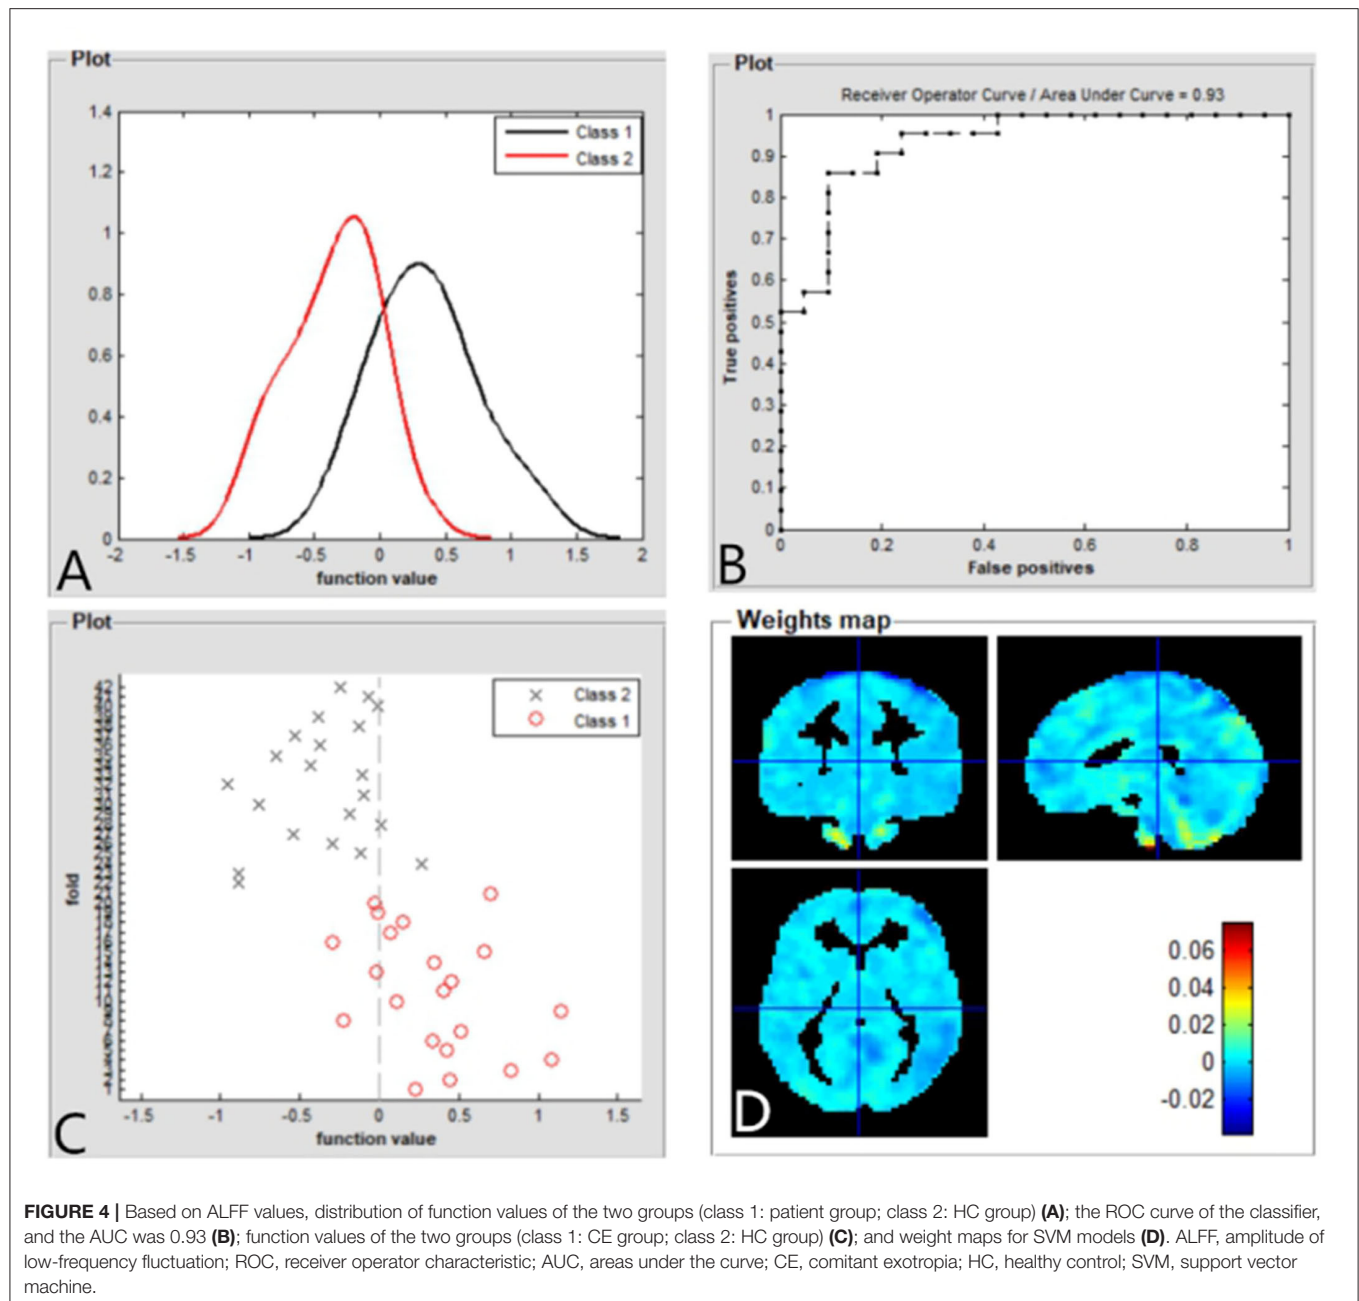 Plot
1.4
1.2
1
0.8
0.6
0.4
0.2
0
-2 -1.5 -1 -0.5 0 0.5 1 1.5 2
function value
Class 1
Class 2
A
Plot
Receiver Operator Curve / Area Under Curve = 0.93
1
0.9
0.8
0.7
0.6
0.5
0.4
0.3
0.2
0.1
0
0 0.2 0.4 0.6 0.8 1
True positives
False positives
B
Plot
Class 2
Class 1
fold
42
-1.5 -1 -0.5 0 0.5 1 1.5
function value
C
Weights map
0.06
0.04
0.02
0
-0.02
D
FIGURE 4 | Based on ALFF values, distribution of function values of the two groups (class 1: patient group; class 2: HC group) (A); the ROC curve of the classifier,
and the AUC was 0.93 (B); function values of the two groups (class 1: CE group; class 2: HC group) (C); and weight maps for SVM models (D). ALFF, amplitude of
low-frequency fluctuation; ROC, receiver operator characteristic; AUC, areas under the curve; CE, comitant exotropia; HC, healthy control; SVM, support vector
machine.